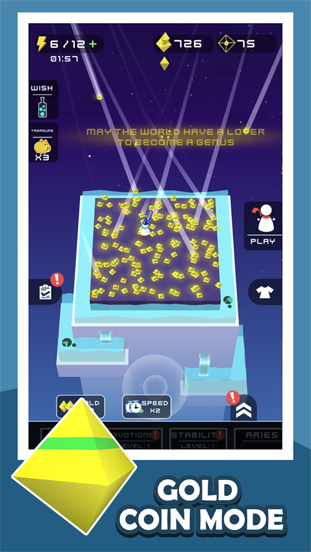 6/12+
726
75
01:57
WISH
TREASURE
X3
MAY THE WORLD HAVE A LOVER
TO BECOME A GENUS
PLAY
SPEED
X2
LEVEL:1
LEVEL:1
ARIES
GOLD
COIN MODE